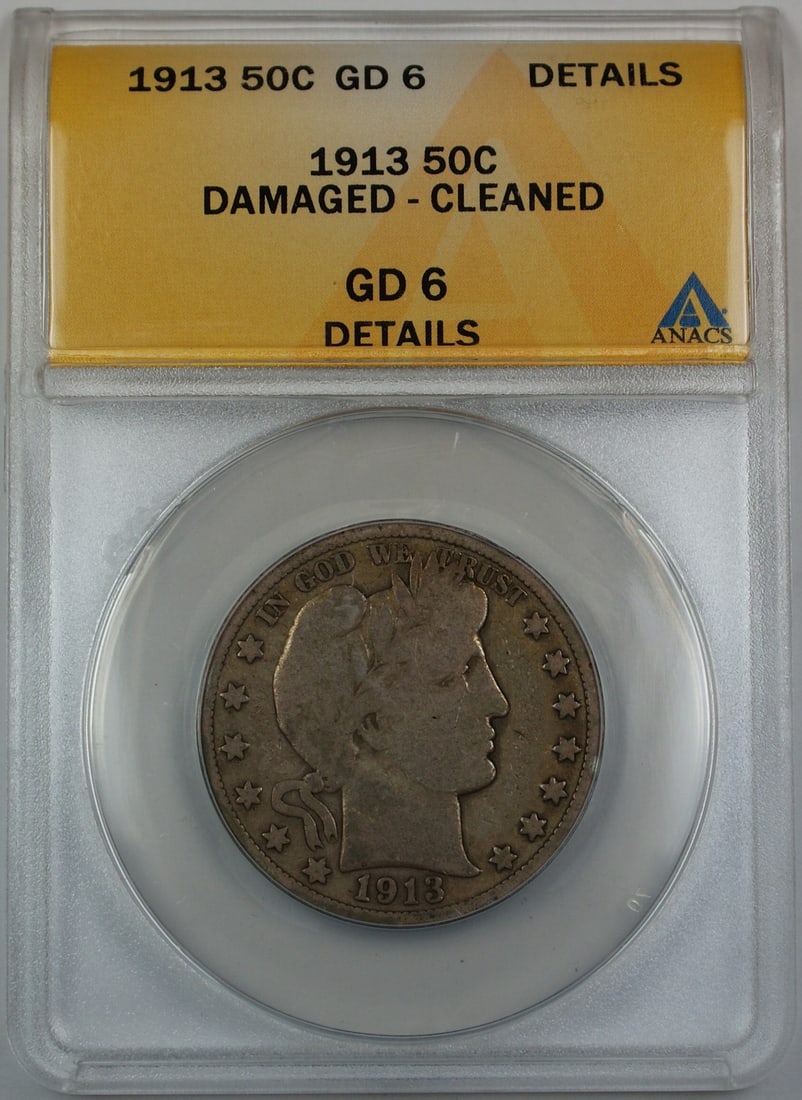 1913 50C GD 6 DETAILS
1913 50C
DAMAGED - CLEANED
GD 6
DETAILS
ANACS
IN GOD WE TRUST
1913